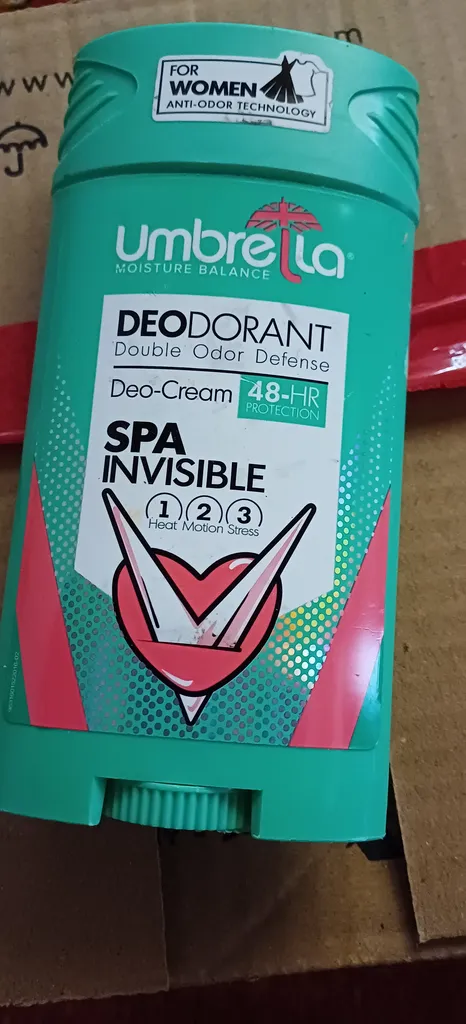 www
m
FOR
WOMEN
ANTI-ODOR TECHNOLOGY
umbrella®
MOISTURE BALANCE
DEODORANT
Double Odor Defense
Deo-Cream
48-HR
PROTECTION
SPA
INVISIBLE
1 2 3
Heat Motion Stress